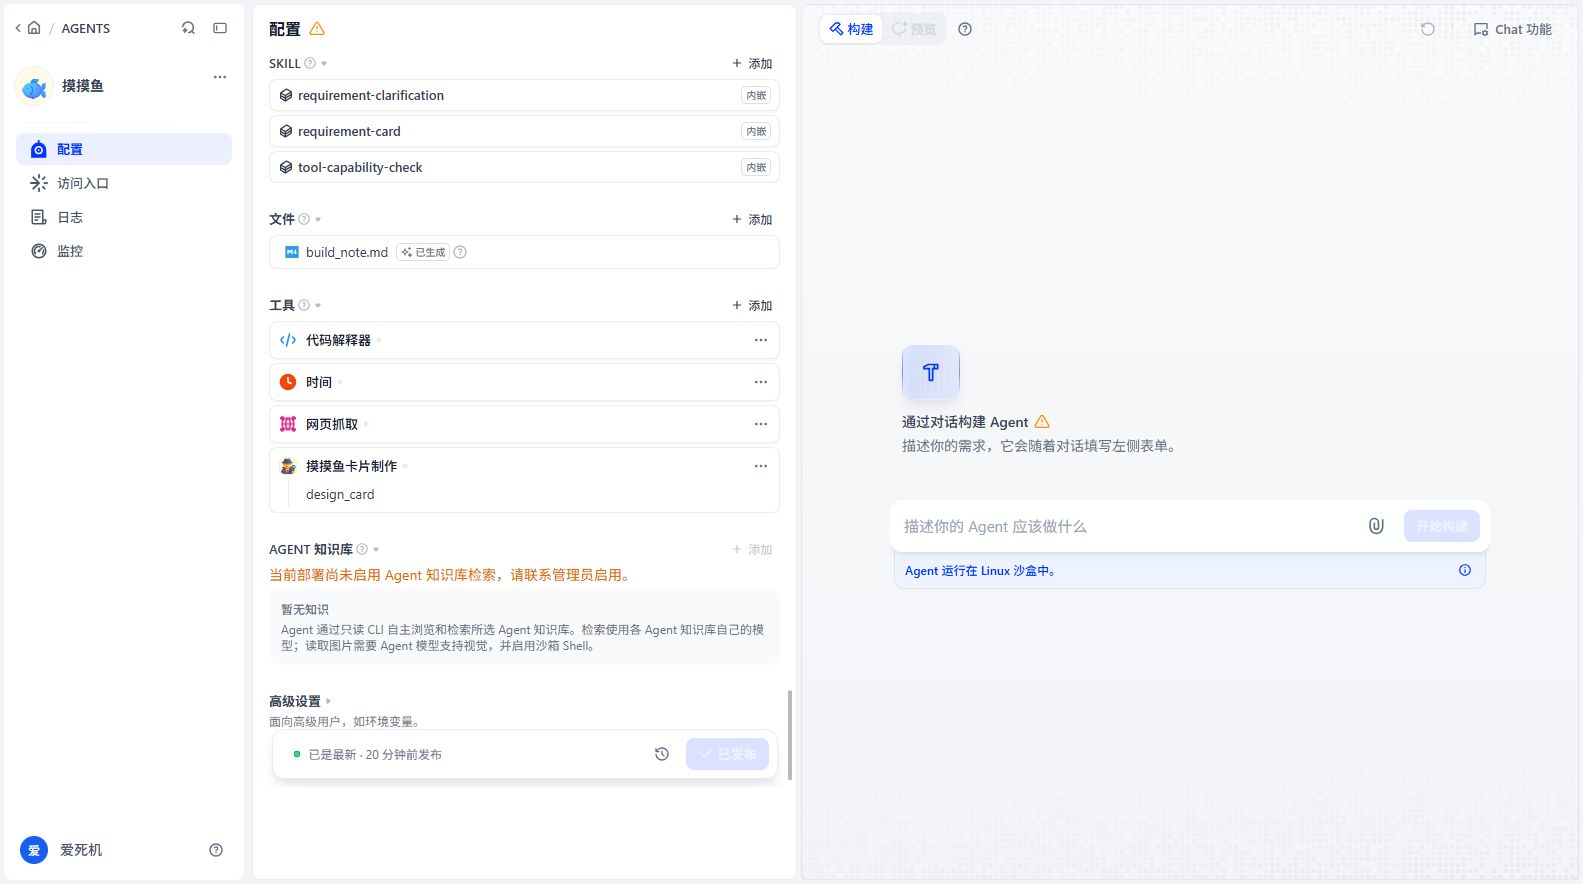 AGENTS
摸摸鱼
配置
访问入口
日志
监控
爱死机
配置
SKILL
添加
requirement-clarification
内嵌
requirement-card
内嵌
tool-capability-check
内嵌
文件
添加
build_note.md
已生成
工具
添加
代码解释器
时间
网页抓取
摸摸鱼卡片制作
design_card
AGENT 知识库
添加
当前部署尚未启用 Agent 知识库检索，请联系管理员启用。
暂无知识
Agent 通过只读 CLI 自主浏览和检索所选 Agent 知识库。检索使用各 Agent 知识库自己的模
型；读取图片需要 Agent 模型支持视觉，并启用沙箱 Shell。
高级设置
面向高级用户，如环境变量。
已是最新 · 20 分钟前发布
已发布
构建
预览
Chat 功能
通过对话构建 Agent
描述你的需求，它会随着对话填写左侧表单。
描述你的 Agent 应该做什么
开始构建
Agent 运行在 Linux 沙盒中。
爱